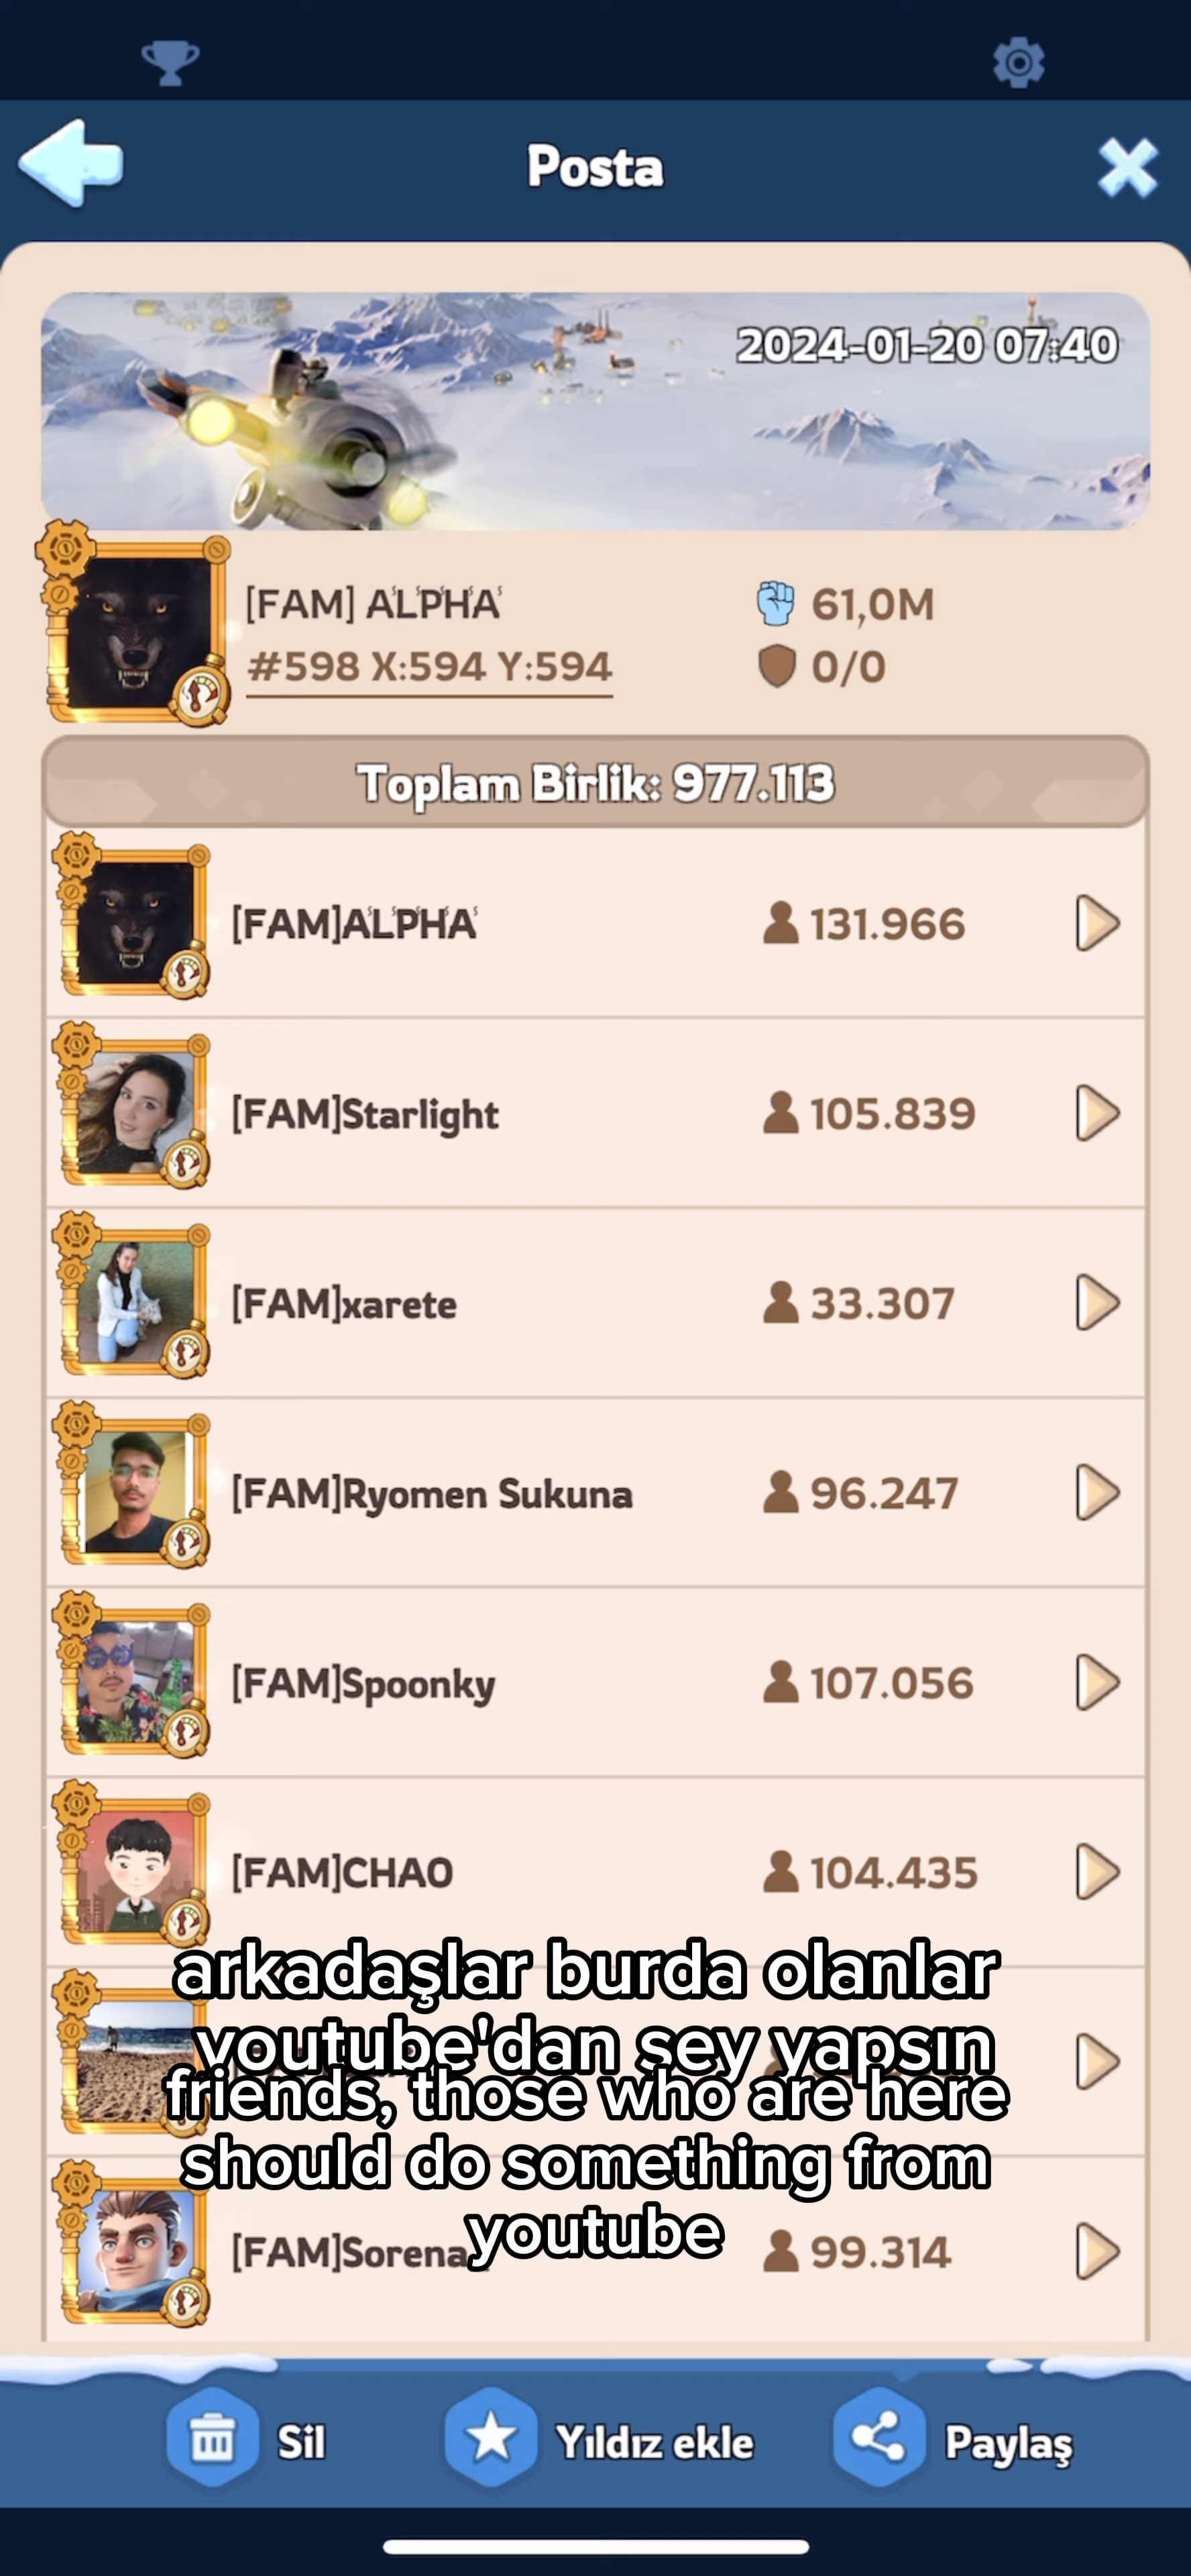 Posta
2024-01-20 07:40
[FAM] ALPHA
#598 X:594 Y:594
61,0M
0/0
Toplam Birlik: 977.113
[FAM]ALPHA
131.966
[FAM]Starlight
105.839
[FAM]xarete
33.307
[FAM]Ryomen Sukuna
96.247
[FAM]Spoonky
107.056
[FAM]CHAO
104.435
arkadaşlar burda olanlar
youtube'dan şey yapsın
friends, those who are here
should do something from
youtube
[FAM]Sorena_
99.314
Sil
Yıldız ekle
Paylaş